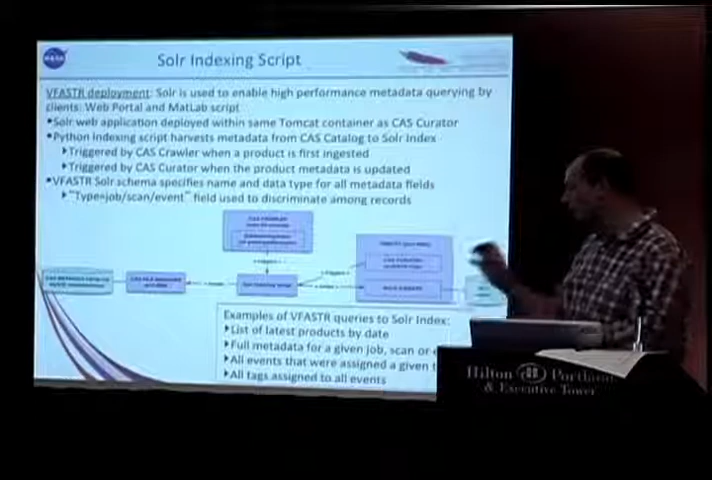 NASA
Solr Indexing Script
VFASTR deployment: Solr is used to enable high performance metadata querying by
clients: Web Portal and MatLab script
•Solr web application deployed within same Tomcat container as CAS Curator
•Python indexing script harvests metadata from CAS Catalog to Solr Index
Triggered by CAS Crawler when a product is first ingested
Triggered by CAS Curator when the product metadata is updated
•VFASTR Solr schema specifies name and data type for all metadata fields
"Type=job/scan/event" field used to discriminate among records
CAS CRAWLER
Examples of VFASTR queries to Solr Index:
List of latest products by date
Full metadata for a given job, scan or
All events that were assigned a given
All tags assigned to all events
Hilton Portland
& Executive Tower